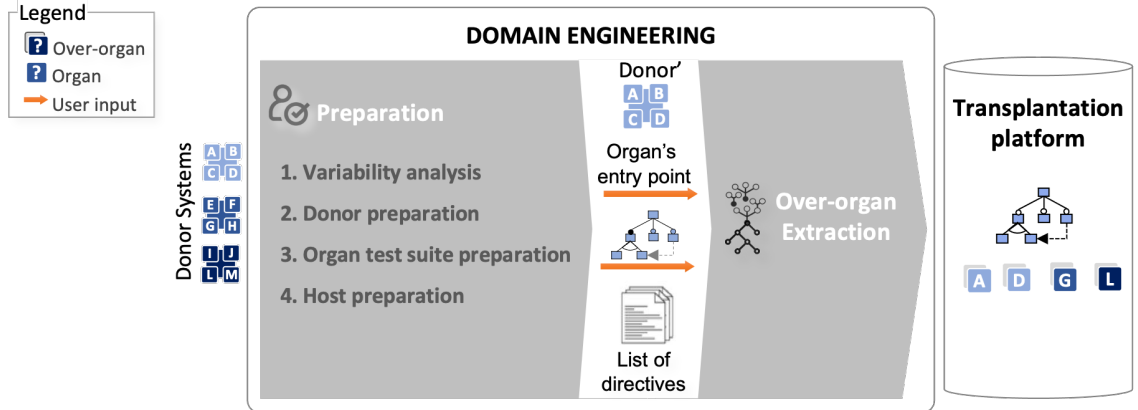 Legend
? Over-organ
? Organ
User input
DOMAIN ENGINEERING
Donor Systems
A B
C D
E F
G H
I J
L M
Preparation
1. Variability analysis
2. Donor preparation
3. Organ test suite preparation
4. Host preparation
Donor’
A B
C D
Organ’s
entry point
List of
directives
Over-organ
Extraction
Transplantation
platform
A D G L